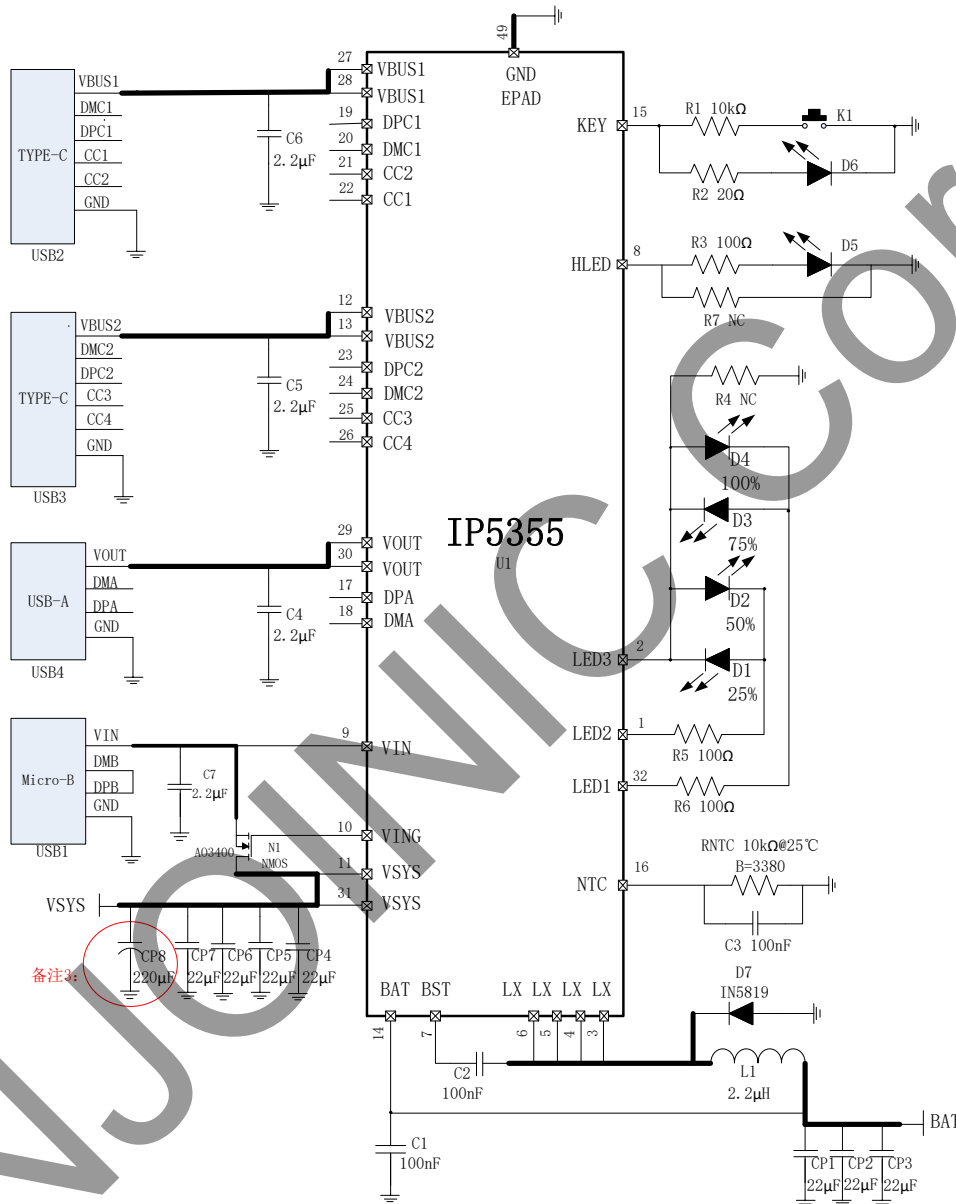 TYPE-C
VBUS1
DMC1
DPC1
CC1
CC2
GND
USB2
C6
2.2μF
TYPE-C
VBUS2
DMC2
DPC2
CC3
CC4
GND
USB3
C5
2.2μF
USB-A
VOUT
DMA
DPA
GND
USB4
C4
2.2μF
Micro-B
VIN
DMB
DPB
GND
USB1
C7
2.2μF
AO3400
N1
NMOS
VSYS
备注3:
CP8
220μF
CP7
22μF
CP6
22μF
CP5
22μF
CP4
22μF
49
GND
EPAD
27 VBUS1
28 VBUS1
19 DPC1
20 DMC1
21 CC2
22 CC1
12 VBUS2
13 VBUS2
23 DPC2
24 DMC2
25 CC3
26 CC4
29 VOUT
30 VOUT
17 DPA
18 DMA
9 VIN
10 VING
11 VSYS
31 VSYS
IP5355
U1
KEY 15
HLED 8
LED3 2
LED2 1
LED1 32
NTC 16
BAT BST LX LX LX LX
14 7 6 5 4 3
R1 10kΩ
K1
D6
R2 20Ω
R3 100Ω
D5
R7 NC
R4 NC
D4
100%
D3
75%
D2
50%
D1
25%
R5 100Ω
R6 100Ω
RNTC 10kΩ@25℃
B=3380
C3 100nF
D7
IN5819
C2
100nF
L1
2.2μH
C1
100nF
BAT
CP1
22μF
CP2
22μF
CP3
22μF